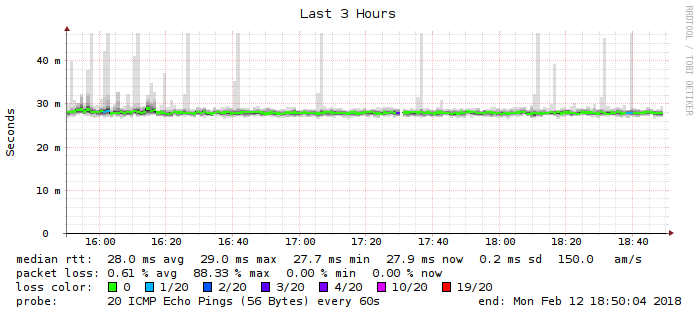 Last 3 Hours
RRDTOOL / TOBI OETIKER
Seconds
40 m
30 m
20 m
10 m
0
16:00 16:20 16:40 17:00 17:20 17:40 18:00 18:20 18:40
median rtt: 28.0 ms avg 29.0 ms max 27.7 ms min 27.9 ms now 0.2 ms sd 150.0 am/s
packet loss: 0.61 % avg 88.33 % max 0.00 % min 0.00 % now
loss color: 0 1/20 2/20 3/20 4/20 10/20 19/20
probe: 20 ICMP Echo Pings (56 Bytes) every 60s end: Mon Feb 12 18:50:04 2018